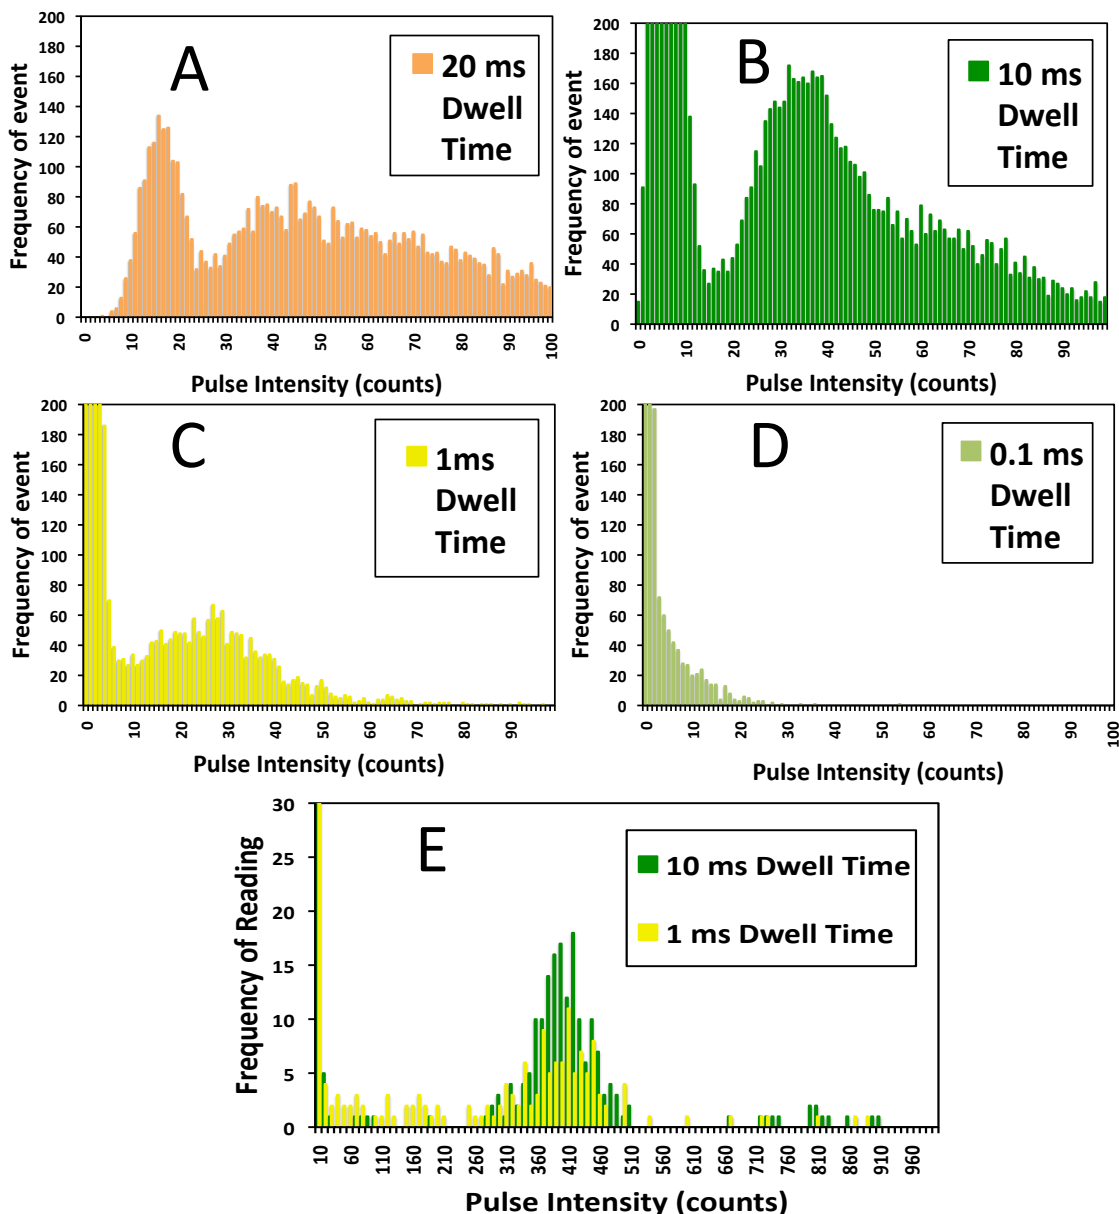 A
20 ms
Dwell
Time
Frequency of event
200
180
160
140
120
100
80
60
40
20
0
0 10 20 30 40 50 60 70 80 90 100
Pulse Intensity (counts)
B
10 ms
Dwell
Time
Frequency of event
200
180
160
140
120
100
80
60
40
20
0
0 10 20 30 40 50 60 70 80 90
Pulse Intensity (counts)
C
1ms
Dwell
Time
Frequency of event
200
180
160
140
120
100
80
60
40
20
0
0 10 20 30 40 50 60 70 80 90
Pulse Intensity (counts)
D
0.1 ms
Dwell
Time
Frequency of event
200
180
160
140
120
100
80
60
40
20
0
0 10 20 30 40 50 60 70 80 90 100
Pulse Intensity (counts)
E
10 ms Dwell Time
1 ms Dwell Time
Frequency of Reading
30
25
20
15
10
5
0
10 60 110 160 210 260 310 360 410 460 510 560 610 660 710 760 810 860 910 960
Pulse Intensity (counts)